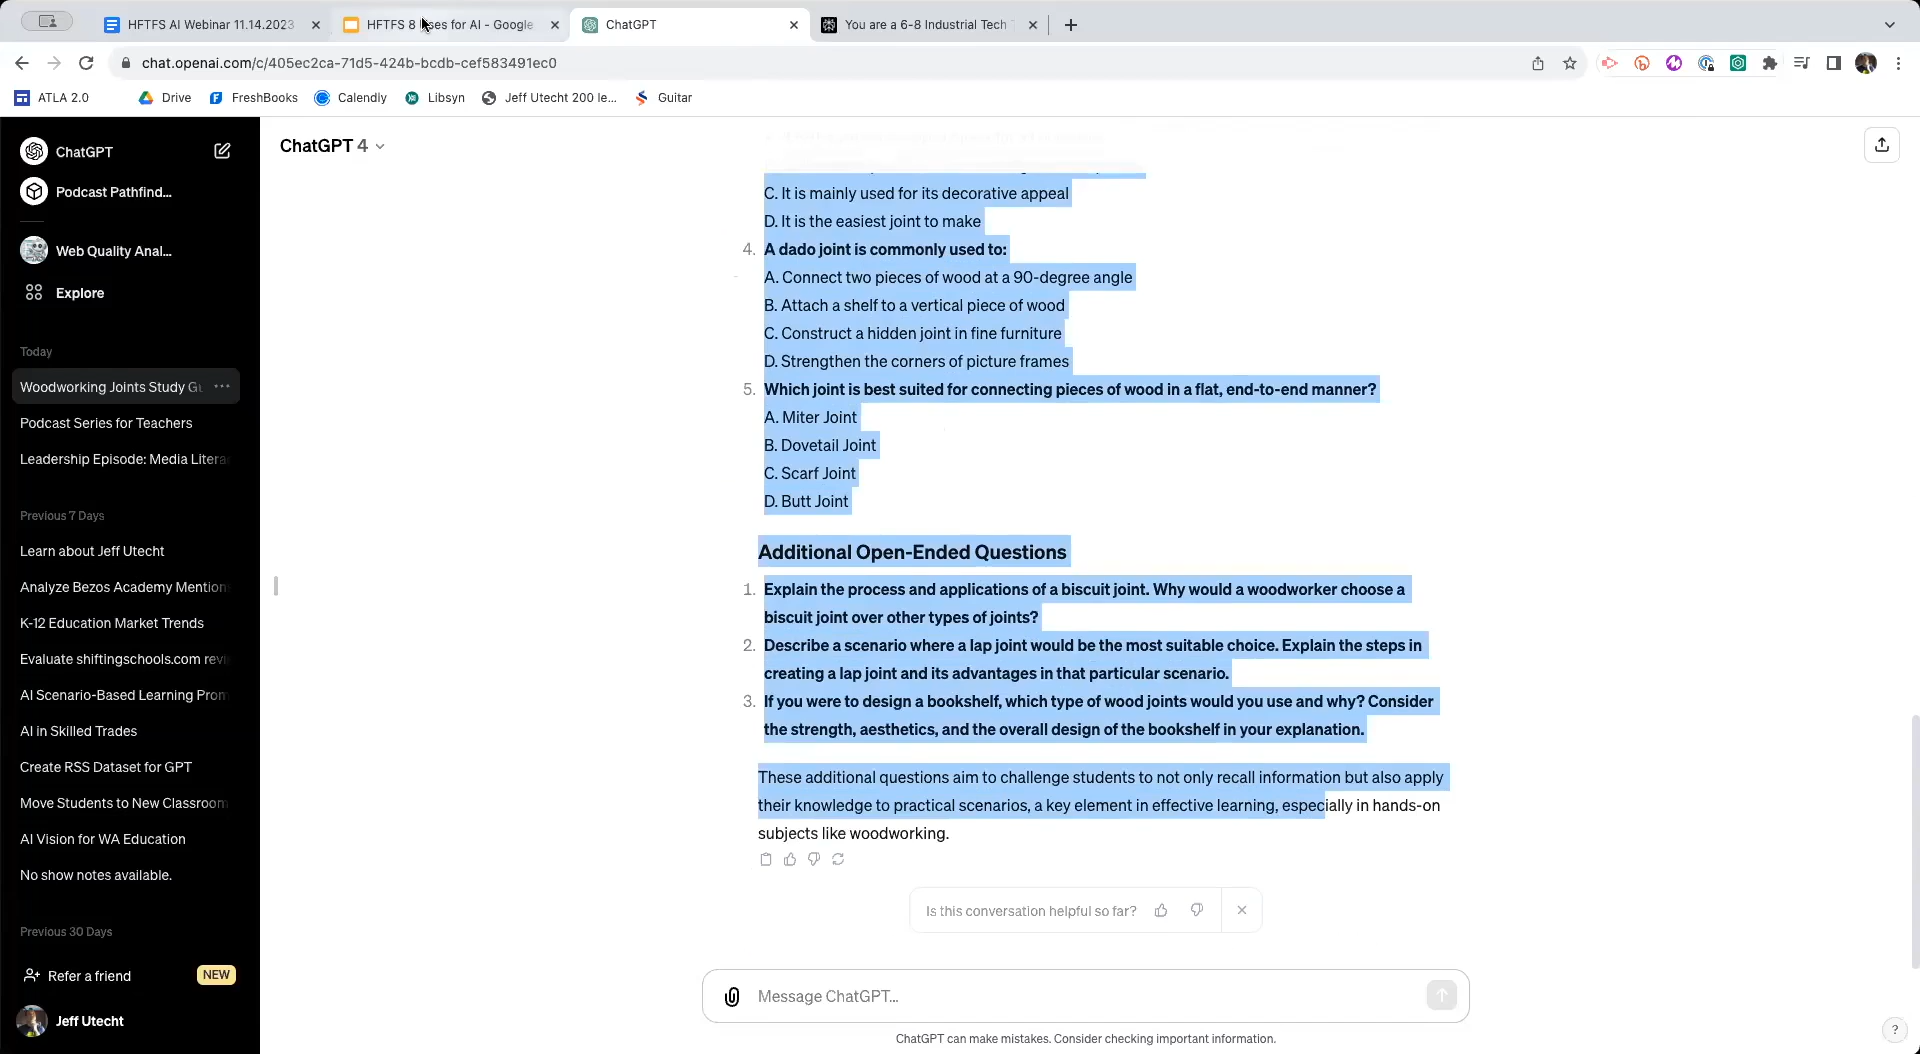 HFTFS AI Webinar 11.14.2023
HFTFS 8 Uses for AI - Google
ChatGPT
You are a 6-8 Industrial Tech
chat.openai.com/c/405ec2ca-71d5-424b-bcdb-cef583491ec0
ATLA 2.0
Drive
FreshBooks
Calendly
Libsyn
Jeff Utecht 200 le...
Guitar
ChatGPT
Podcast Pathfind...
Web Quality Anal...
Explore
Today
Woodworking Joints Study Gu
Podcast Series for Teachers
Leadership Episode: Media Litera
Previous 7 Days
Learn about Jeff Utecht
Analyze Bezos Academy Mention
K-12 Education Market Trends
Evaluate shiftingschools.com revi
AI Scenario-Based Learning Prom
AI in Skilled Trades
Create RSS Dataset for GPT
Move Students to New Classroom
AI Vision for WA Education
No show notes available.
Previous 30 Days
Refer a friend
NEW
Jeff Utecht
ChatGPT 4
C. It is mainly used for its decorative appeal
D. It is the easiest joint to make
4. A dado joint is commonly used to:
A. Connect two pieces of wood at a 90-degree angle
B. Attach a shelf to a vertical piece of wood
C. Construct a hidden joint in fine furniture
D. Strengthen the corners of picture frames
5. Which joint is best suited for connecting pieces of wood in a flat, end-to-end manner?
A. Miter Joint
B. Dovetail Joint
C. Scarf Joint
D. Butt Joint
Additional Open-Ended Questions
1. Explain the process and applications of a biscuit joint. Why would a woodworker choose a
biscuit joint over other types of joints?
2. Describe a scenario where a lap joint would be the most suitable choice. Explain the steps in
creating a lap joint and its advantages in that particular scenario.
3. If you were to design a bookshelf, which type of wood joints would you use and why? Consider
the strength, aesthetics, and the overall design of the bookshelf in your explanation.
These additional questions aim to challenge students to not only recall information but also apply
their knowledge to practical scenarios, a key element in effective learning, especially in hands-on
subjects like woodworking.
Is this conversation helpful so far?
Message ChatGPT...
ChatGPT can make mistakes. Consider checking important information.
?